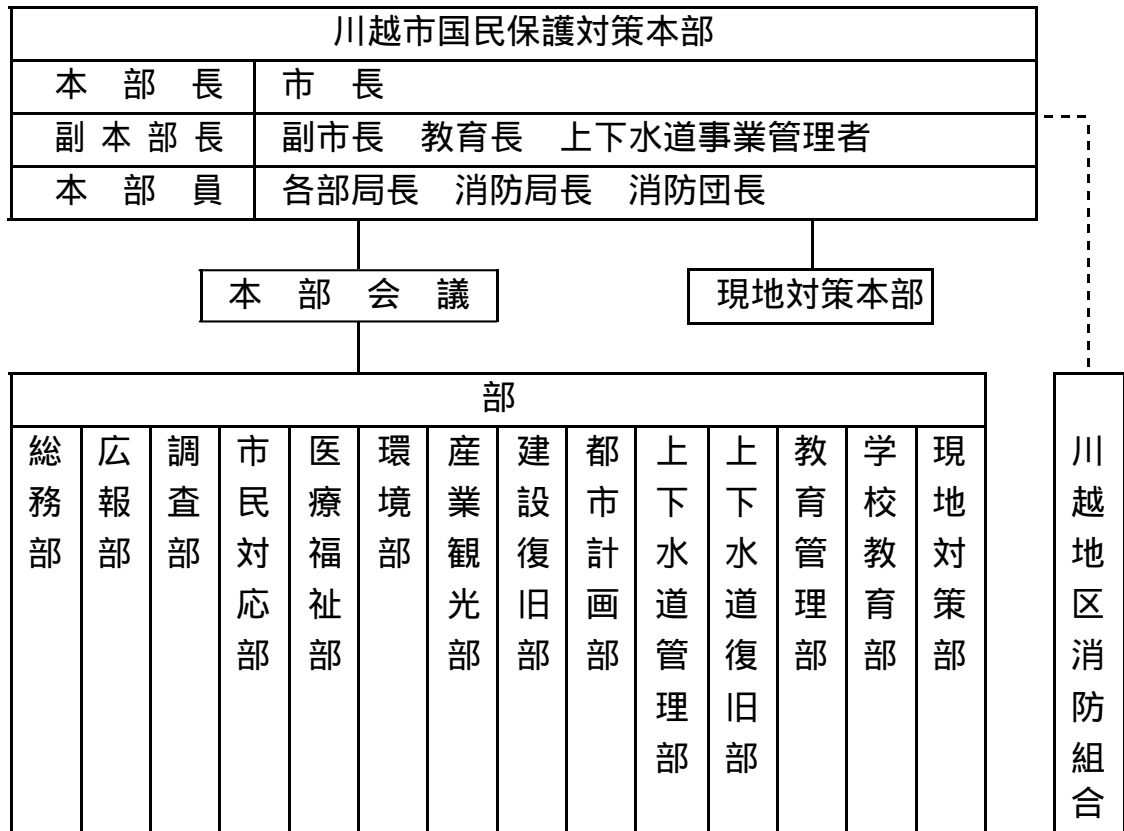 川越市国民保護対策本部
本部長 市長
副本部長 副市長 教育長 上下水道事業管理者
本部員 各部局長 消防局長 消防団長
本部会議
現地対策本部
部
総務部
広報部
調査部
市民対応部
医療福祉部
環境部
産業観光部
建設復旧部
都市計画部
上下水道管理部
上下水道復旧部
教育管理部
学校教育部
現地対策部
川越地区消防組合